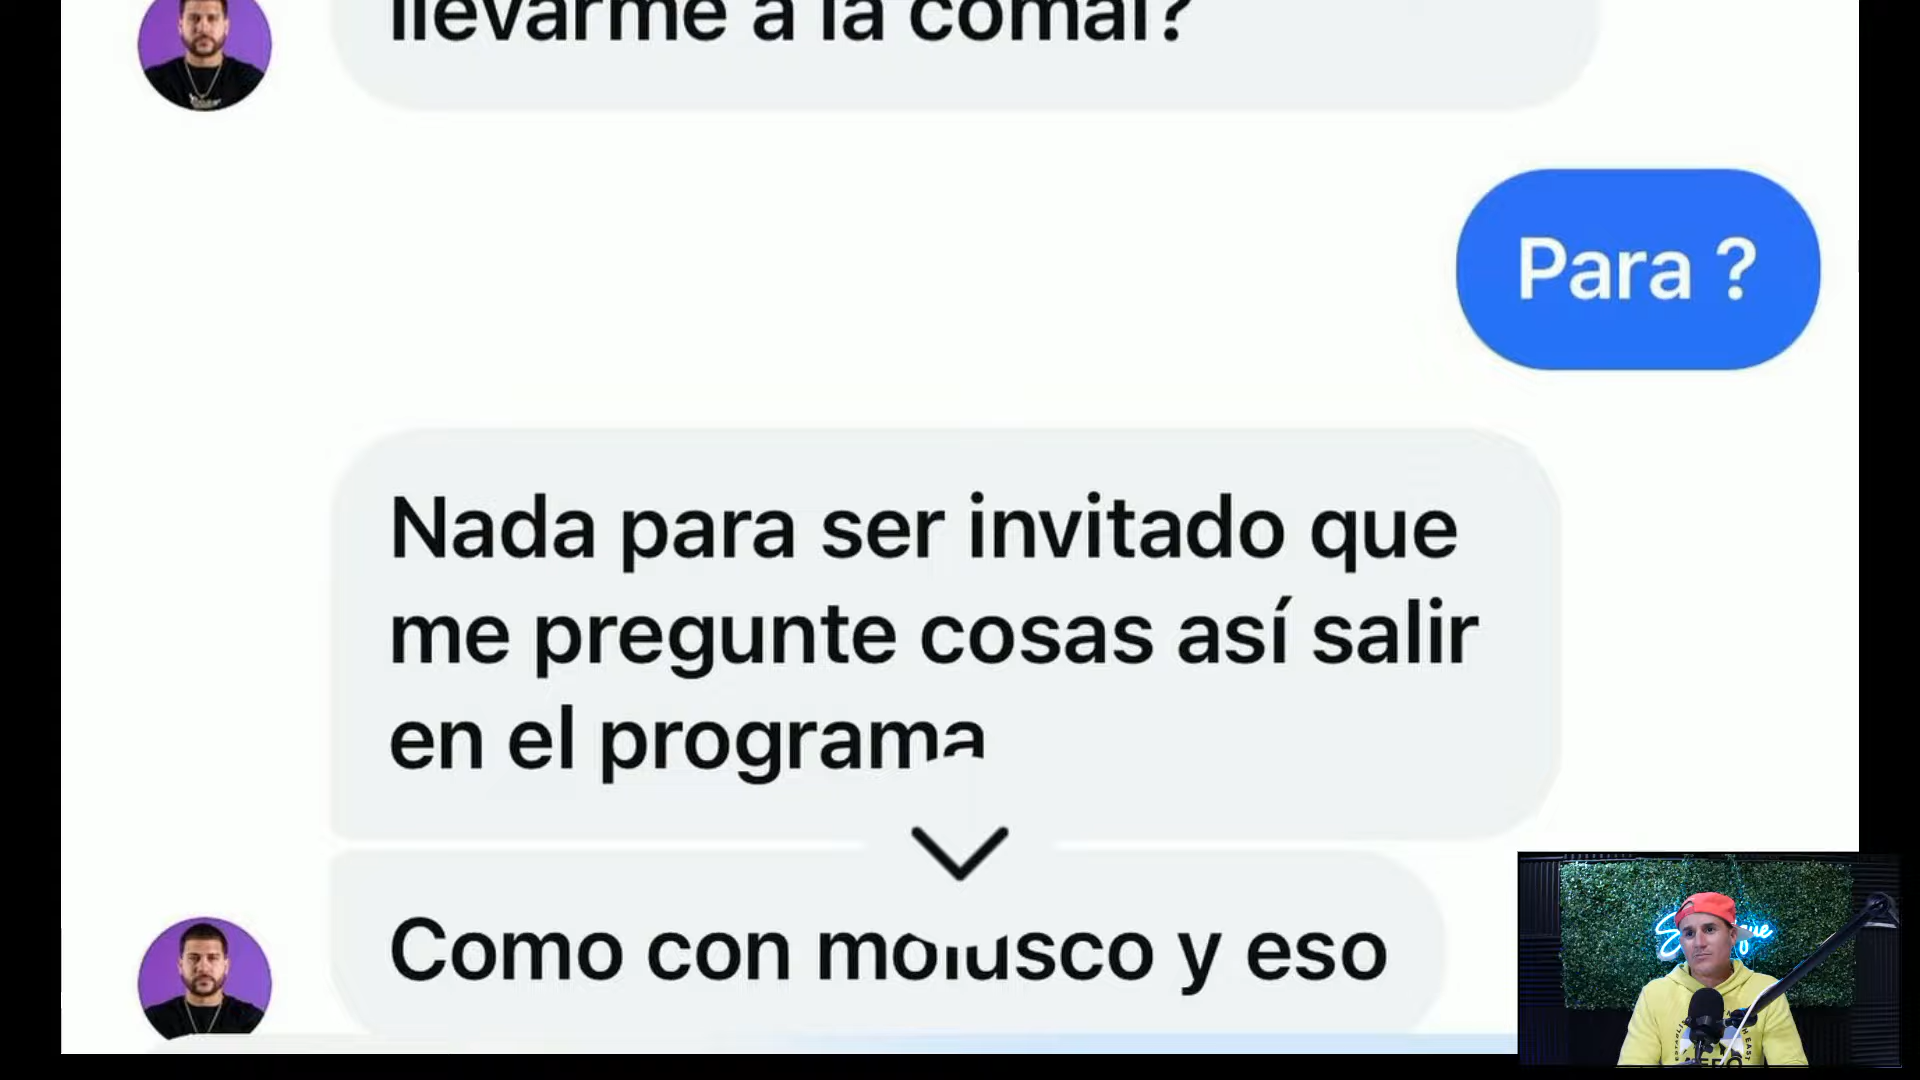 llevarme a la comai?
Para ?
Nada para ser invitado que
me pregunte cosas así salir
en el programa
Como con molusco y eso